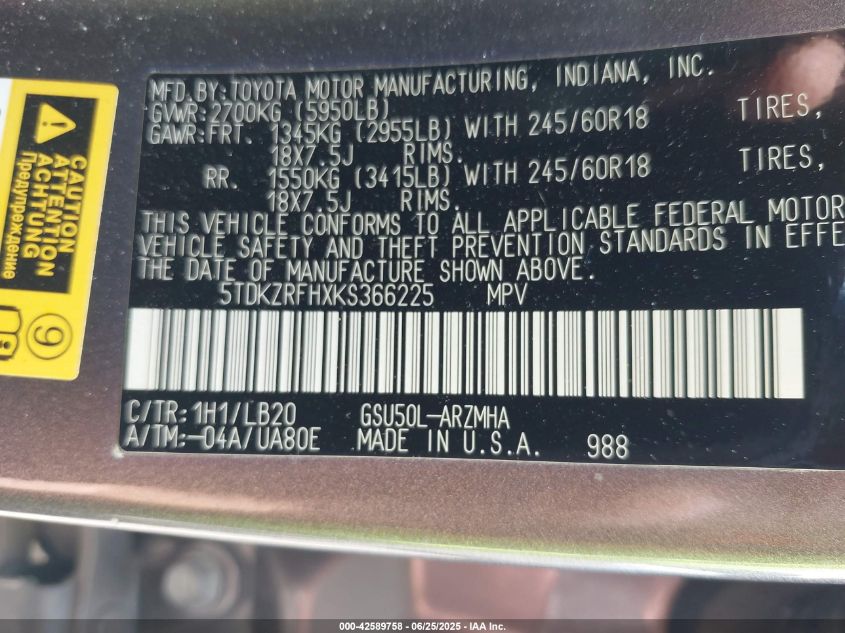 MFD.BY:TOYOTA MOTOR MANUFACTURING, INDIANA, INC.
GVWR:2700KG (5950LB)
GAWR:FRT. 1345KG (2955LB) WITH 245/60R18 TIRES,
18X7.5J RIMS.
RR. 1550KG (3415LB) WITH 245/60R18 TIRES,
18X7.5J RIMS.
THIS VEHICLE CONFORMS TO ALL APPLICABLE FEDERAL MOTOR
VEHICLE SAFETY AND THEFT PREVENTION STANDARDS IN EFFE
THE DATE OF MANUFACTURE SHOWN ABOVE.
5TDKZRFHXKS366225 MPV
C/TR:1H1/LB20 GSU50L-ARZMHA
A/TM:-04A/UA80E MADE IN U.S.A. 988
CAUTION
ATTENTION
ACHTUNG
Предупреждение
9
000-42589758 - 06/25/2025 - IAA Inc.